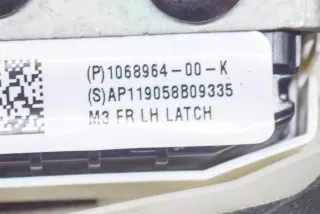 (P)1068964-00-K
(S)AP119058B09335
M3 FR LH LATCH